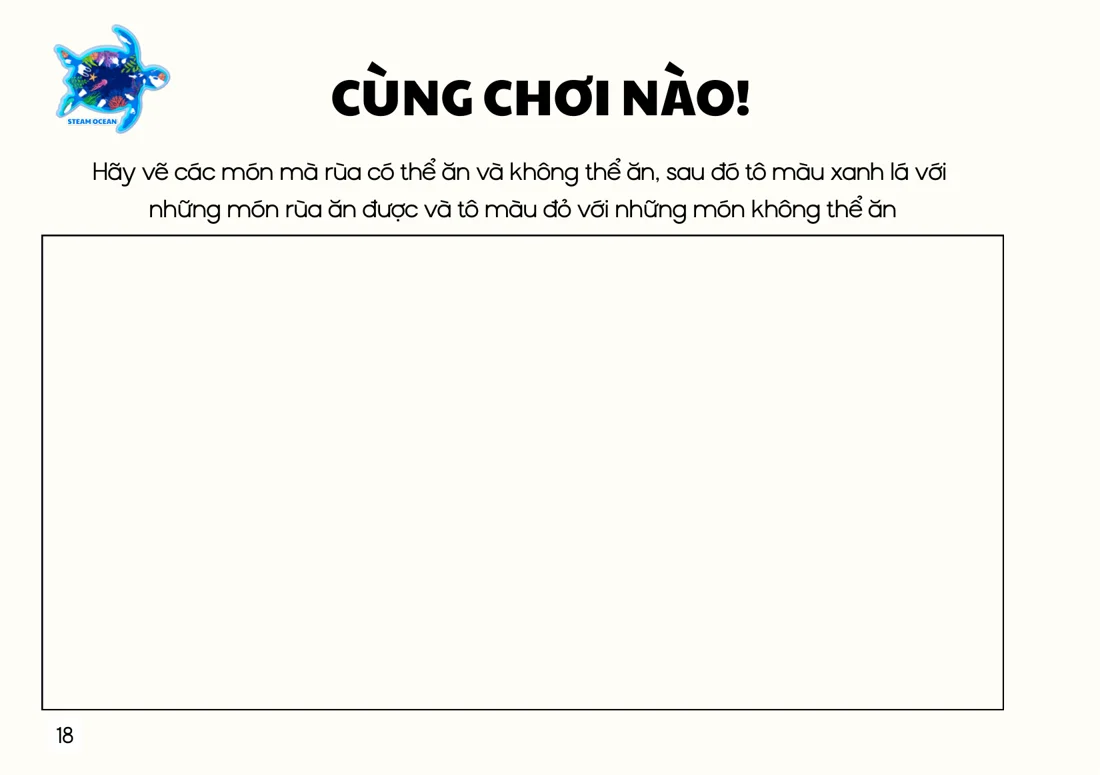 STEAM OCEAN
CÙNG CHƠI NÀO!
Hãy vẽ các món mà rùa có thể ăn và không thể ăn, sau đó tô màu xanh lá với
những món rùa ăn được và tô màu đỏ với những món không thể ăn
18